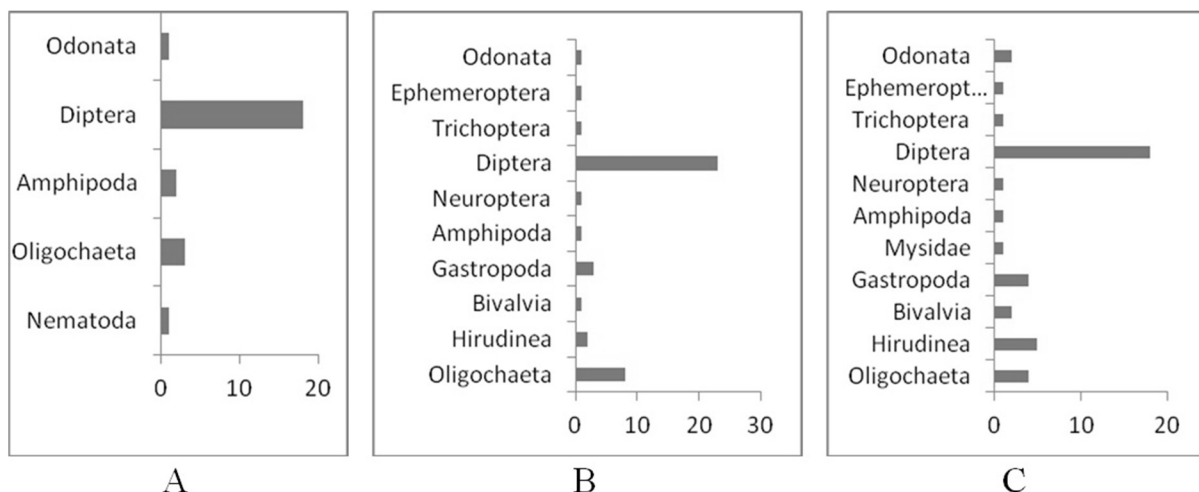 Odonata
Diptera
Amphipoda
Oligochaeta
Nematoda
0 10 20
A
Odonata
Ephemeroptera
Trichoptera
Diptera
Neuroptera
Amphipoda
Gastropoda
Bivalvia
Hirudinea
Oligochaeta
0 10 20 30
B
Odonata
Ephemeropt...
Trichoptera
Diptera
Neuroptera
Amphipoda
Mysidae
Gastropoda
Bivalvia
Hirudinea
Oligochaeta
0 10 20
C